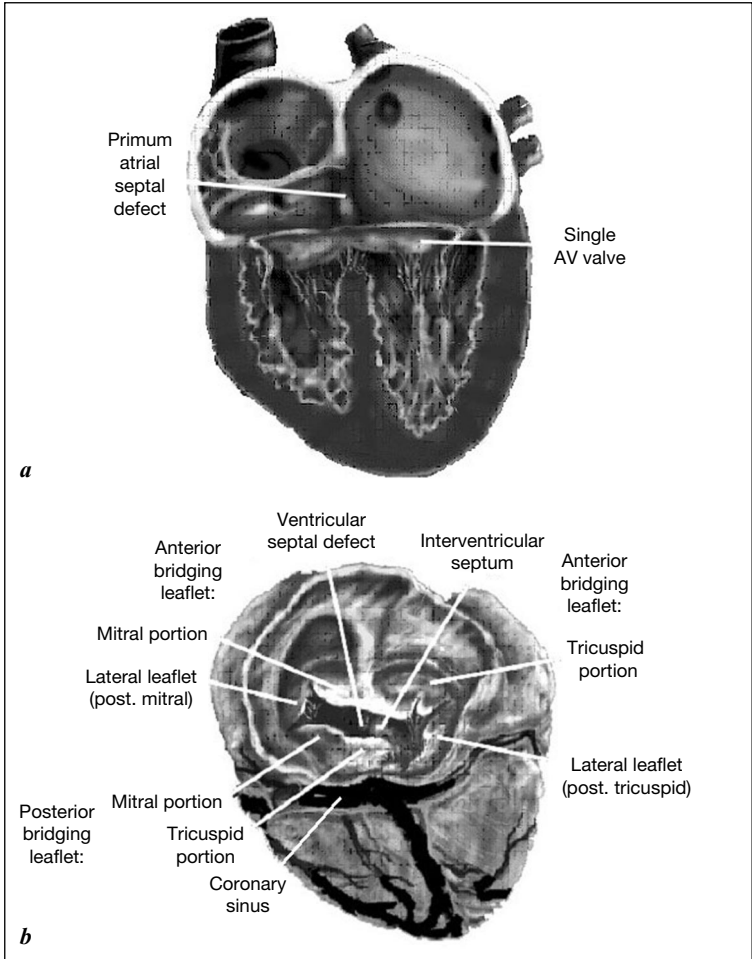 a
Primum
atrial
septal
defect
Single
AV valve
b
Ventricular
septal defect
Interventricular
septum
Anterior
bridging
leaflet:
Anterior
bridging
leaflet:
Mitral portion
Tricuspid
portion
Lateral leaflet
(post. mitral)
Lateral leaflet
(post. tricuspid)
Posterior
bridging
leaflet:
Mitral portion
Tricuspid
portion
Coronary
sinus